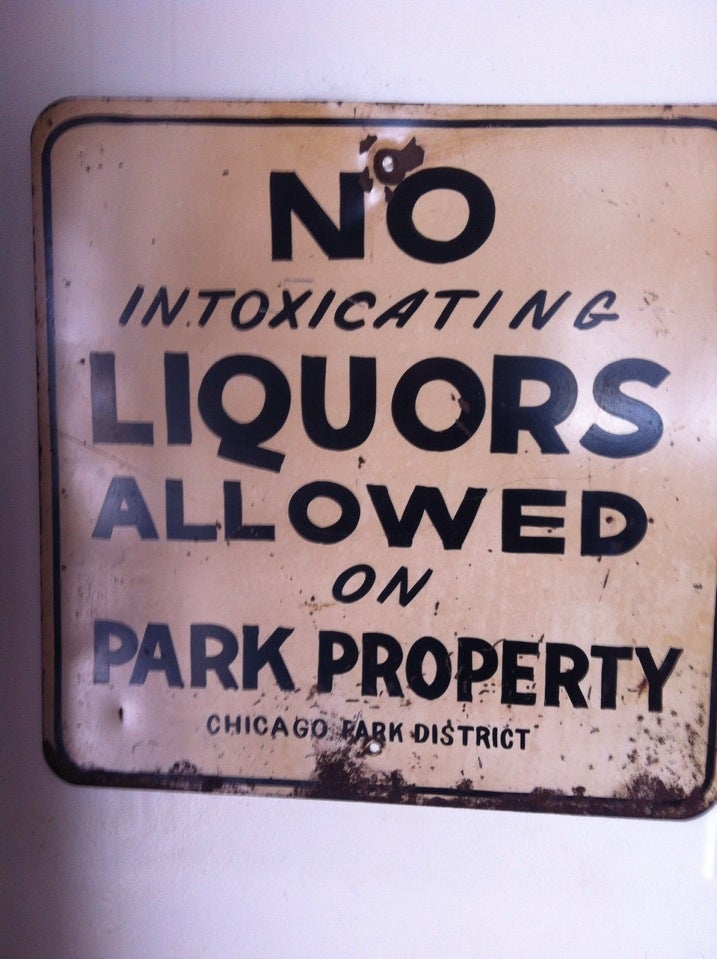 NO
INTOXICATING
LIQUORS
ALLOWED
ON
PARK PROPERTY
CHICAGO PARK DISTRICT